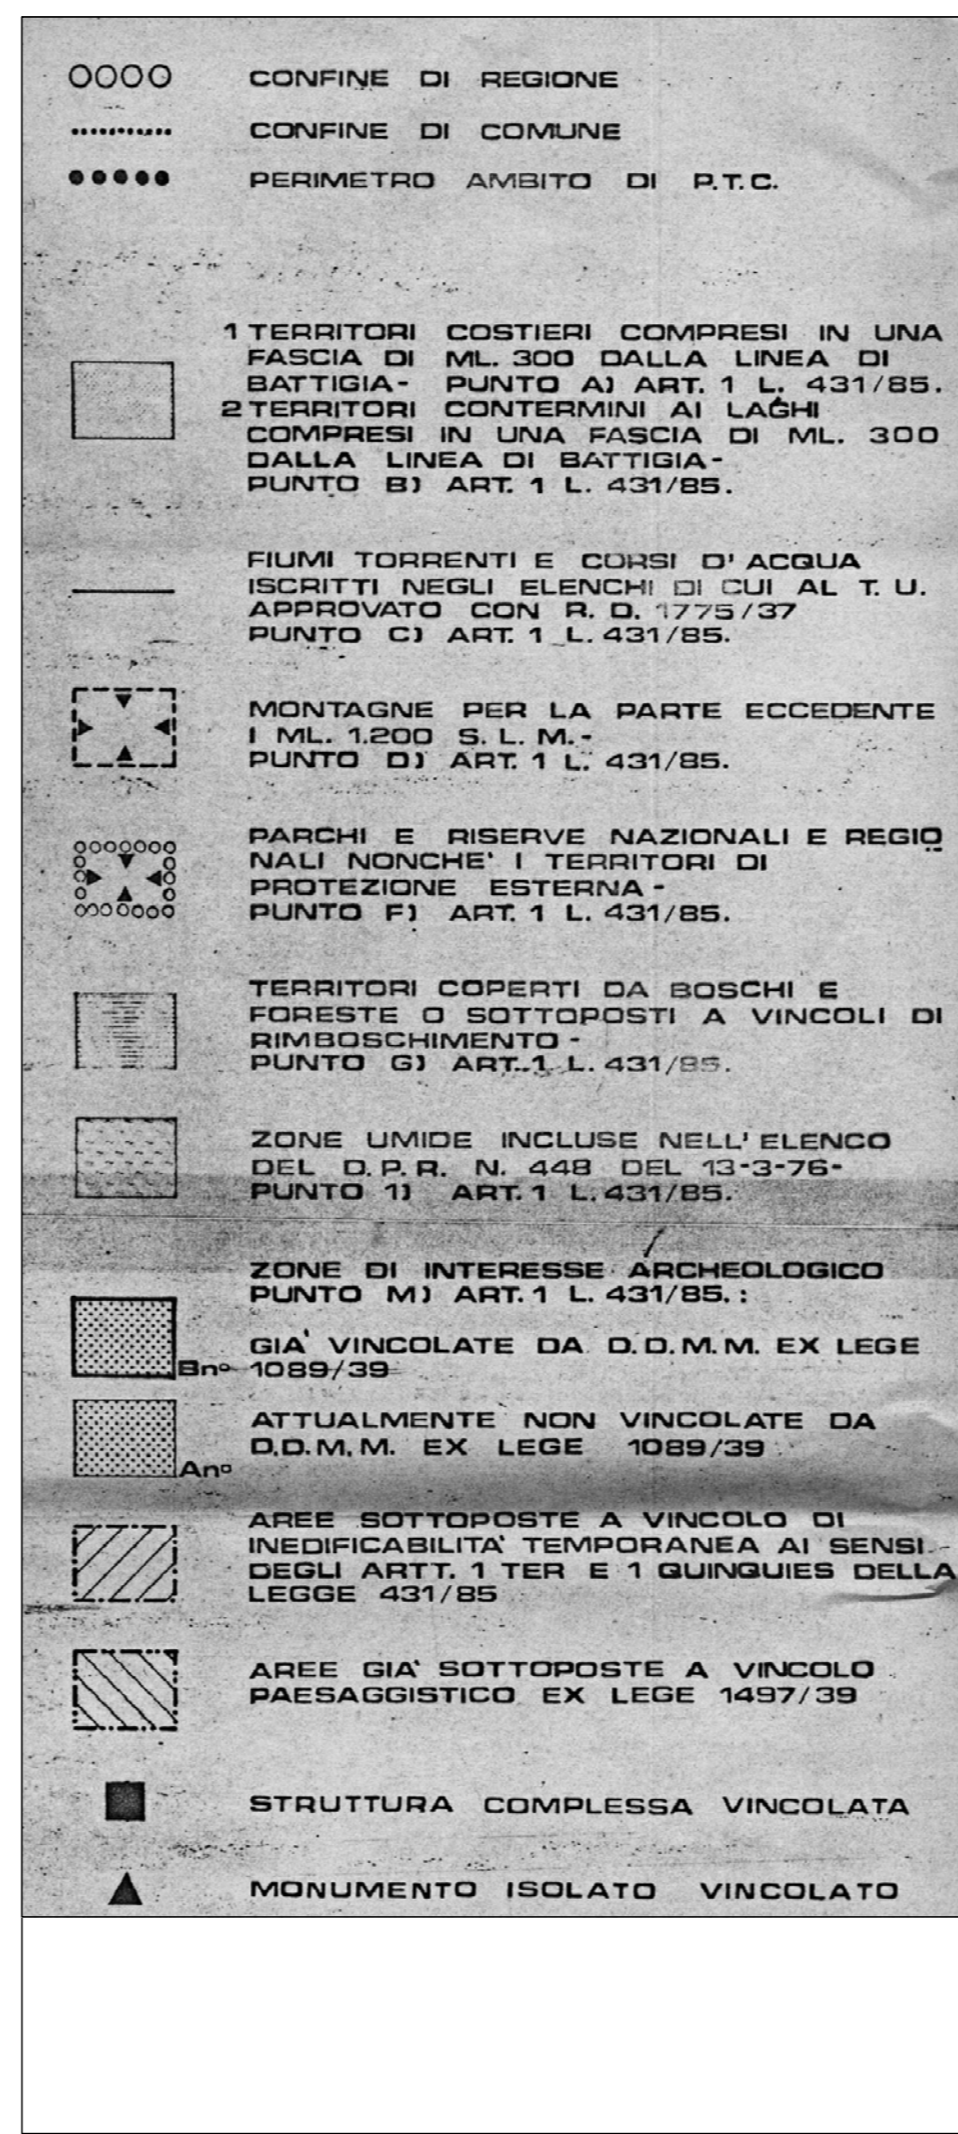 CONFINE DI REGIONE
CONFINE DI COMUNE
PERIMETRO AMBITO DI P.T.C.
1 TERRITORI COSTIERI COMPRESI IN UNA
FASCIA DI ML. 300 DALLA LINEA DI
BATTIGIA- PUNTO A) ART. 1 L. 431/85.
2 TERRITORI CONTERMINI AI LAGHI
COMPRESI IN UNA FASCIA DI ML. 300
DALLA LINEA DI BATTIGIA-
PUNTO B) ART. 1 L. 431/85.
FIUMI TORRENTI E CORSI D'ACQUA
ISCRITTI NEGLI ELENCHI DI CUI AL T. U.
APPROVATO CON R. D. 1775/37
PUNTO C) ART. 1 L. 431/85.
MONTAGNE PER LA PARTE ECCEDENTE
I ML. 1.200 S. L. M.-
PUNTO D) ART. 1 L. 431/85.
PARCHI E RISERVE NAZIONALI E REGIO
NALI NONCHE' I TERRITORI DI
PROTEZIONE ESTERNA-
PUNTO F) ART. 1 L. 431/85.
TERRITORI COPERTI DA BOSCHI E
FORESTE O SOTTOPOSTI A VINCOLI DI
RIMBOSCHIMENTO-
PUNTO G) ART. 1 L. 431/85.
ZONE UMIDE INCLUSE NELL'ELENCO
DEL D.P.R. N. 448 DEL 13-3-76-
PUNTO 1) ART. 1 L. 431/85.
ZONE DI INTERESSE ARCHEOLOGICO
PUNTO M) ART. 1 L. 431/85.:
GIA' VINCOLATE DA D.D.M.M. EX LEGE
Bnº 1089/39
ATTUALMENTE NON VINCOLATE DA
D.D.M.M. EX LEGE 1089/39
Anº
AREE SOTTOPOSTE A VINCOLO DI
INEDIFICABILITA' TEMPORANEA AI SENSI
DEGLI ARTT. 1 TER E 1 QUINQUIES DELLA
LEGGE 431/85
AREE GIA' SOTTOPOSTE A VINCOLO
PAESAGGISTICO EX LEGE 1497/39
STRUTTURA COMPLESSA VINCOLATA
MONUMENTO ISOLATO VINCOLATO